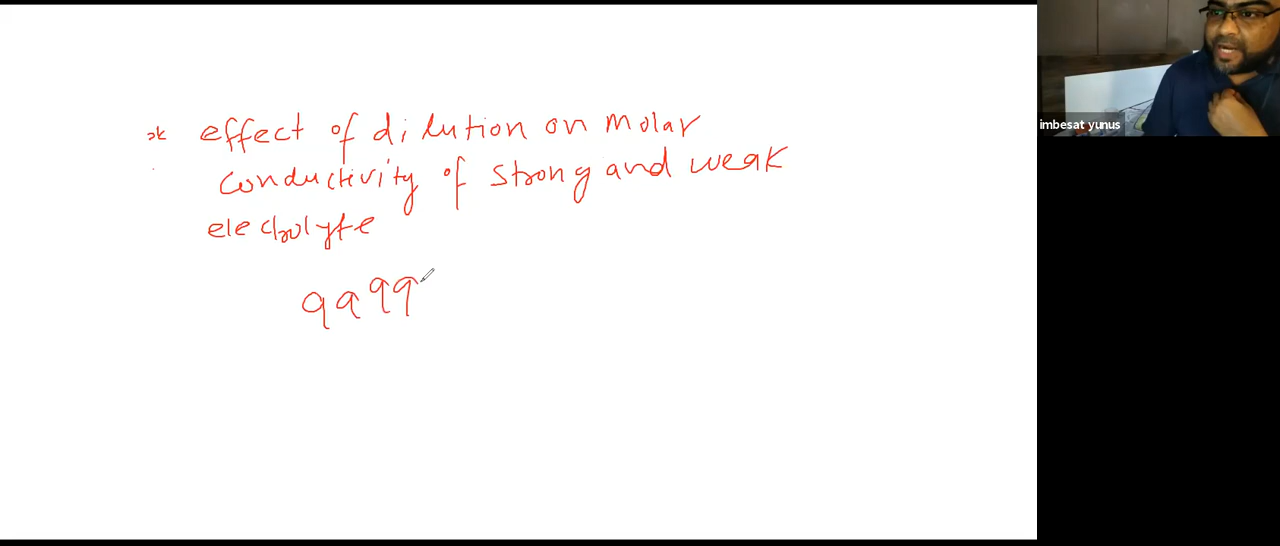 * effect of dilution on molar
conductivity of strong and weak
electrolyte
9999
imbesat yunus